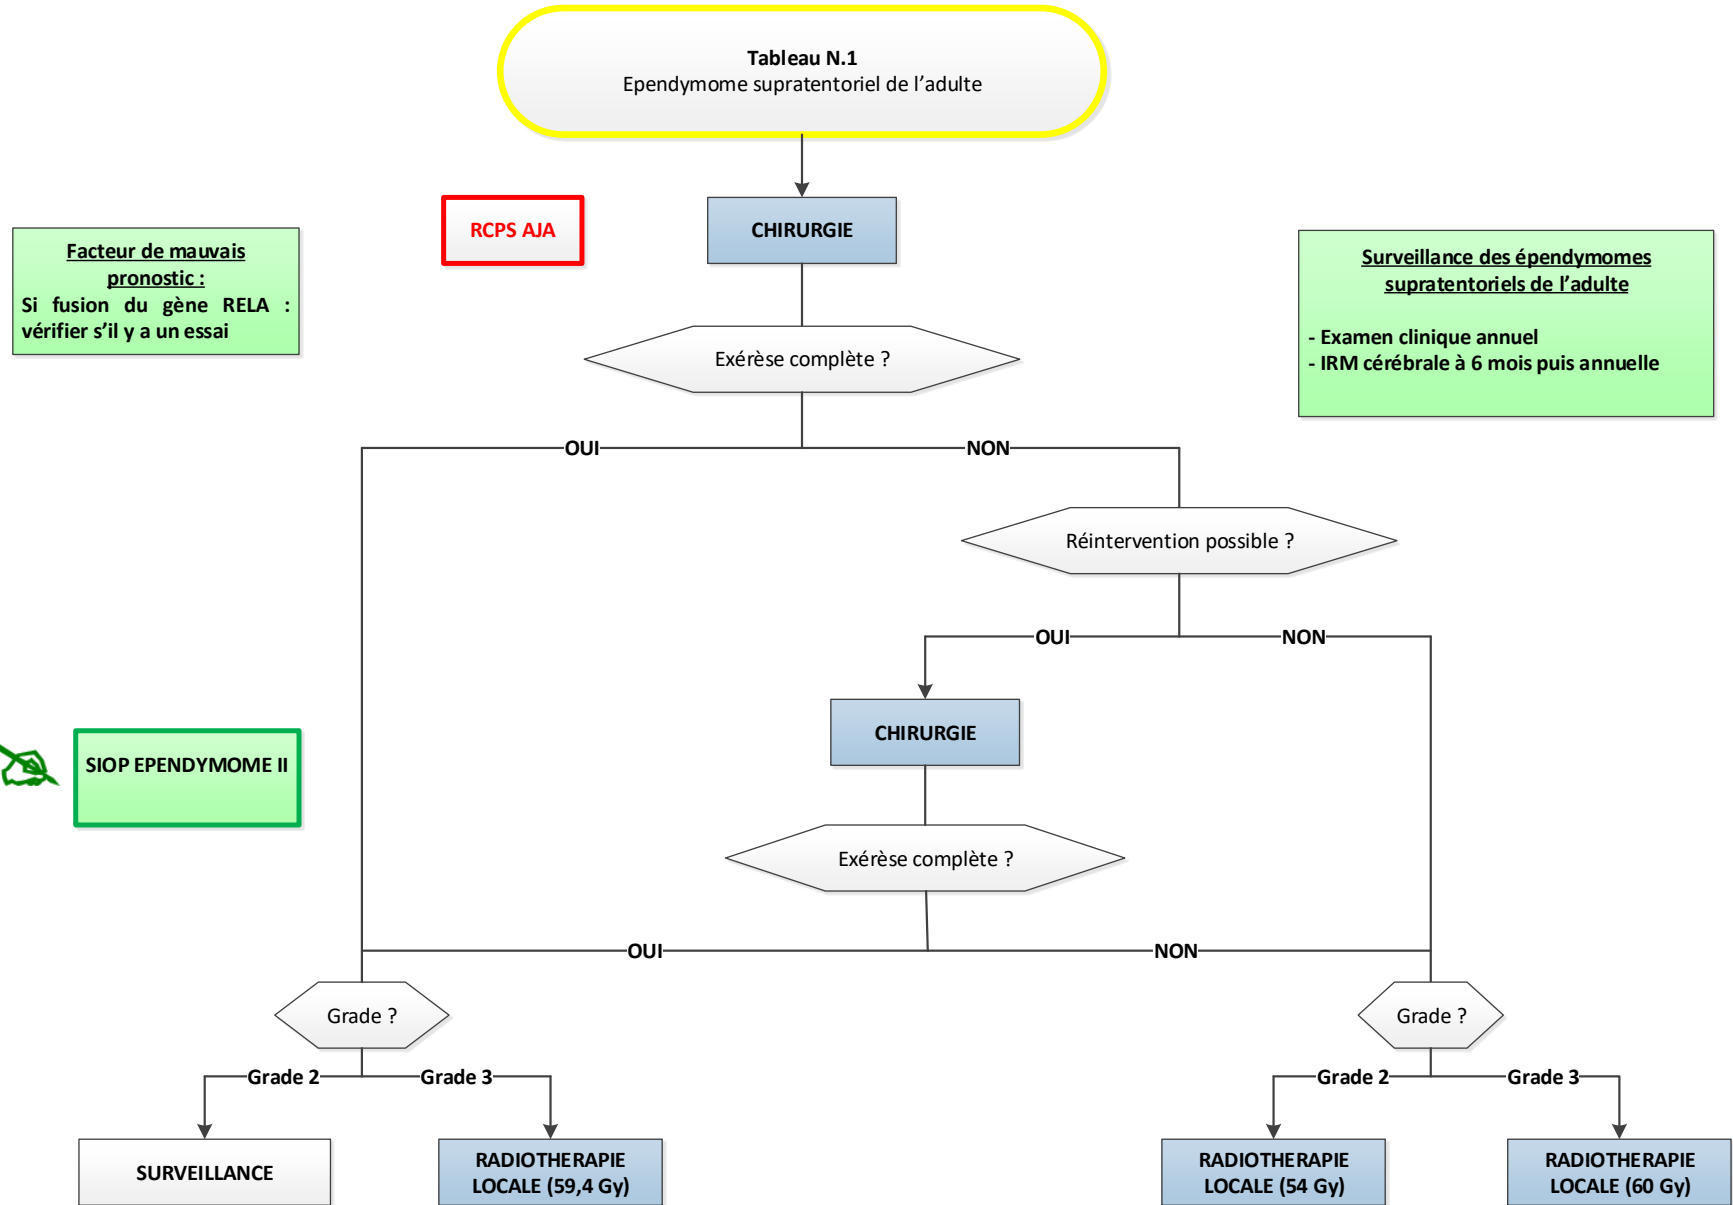 Tableau N.1
Ependymome supratentoriel de l'adulte
RCPS AJA
CHIRURGIE
Facteur de mauvais
pronostic :
Si fusion du gène RELA :
vérifier s'il y a un essai
Surveillance des épendymomes
supratentoriels de l'adulte
- Examen clinique annuel
- IRM cérébrale à 6 mois puis annuelle
Exérèse complète ?
OUI
NON
Réintervention possible ?
OUI
NON
CHIRURGIE
SIOP EPENDYMOME II
Exérèse complète ?
OUI
NON
Grade ?
Grade ?
Grade 2
Grade 3
Grade 2
Grade 3
SURVEILLANCE
RADIOTHERAPIE
LOCALE (59,4 Gy)
RADIOTHERAPIE
LOCALE (54 Gy)
RADIOTHERAPIE
LOCALE (60 Gy)